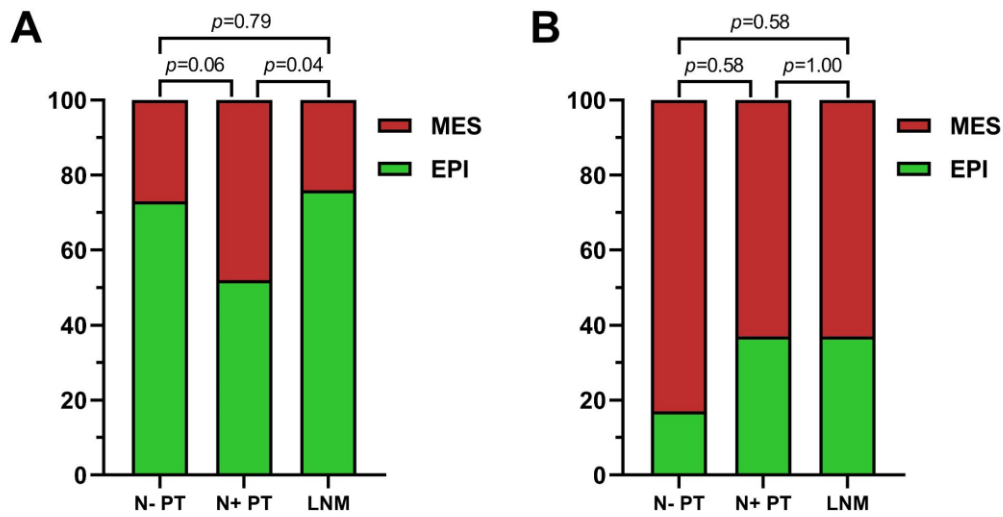 A
p=0.79
p=0.06
p=0.04
100
80
60
40
20
0
MES
EPI
N- PT
N+ PT
LNM
B
p=0.58
p=0.58
p=1.00
100
80
60
40
20
0
MES
EPI
N- PT
N+ PT
LNM